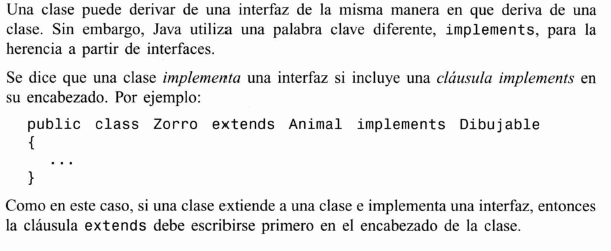 Una clase puede derivar de una interfaz de la misma manera en que deriva de una
clase. Sin embargo, Java utiliza una palabra clave diferente, implements, para la
herencia a partir de interfaces.
Se dice que una clase implementa una interfaz si incluye una cláusula implements en
su encabezado. Por ejemplo:
public class Zorro extends Animal implements Dibujable
{
...
}
Como en este caso, si una clase extiende a una clase e implementa una interfaz, entonces
la cláusula extends debe escribirse primero en el encabezado de la clase.